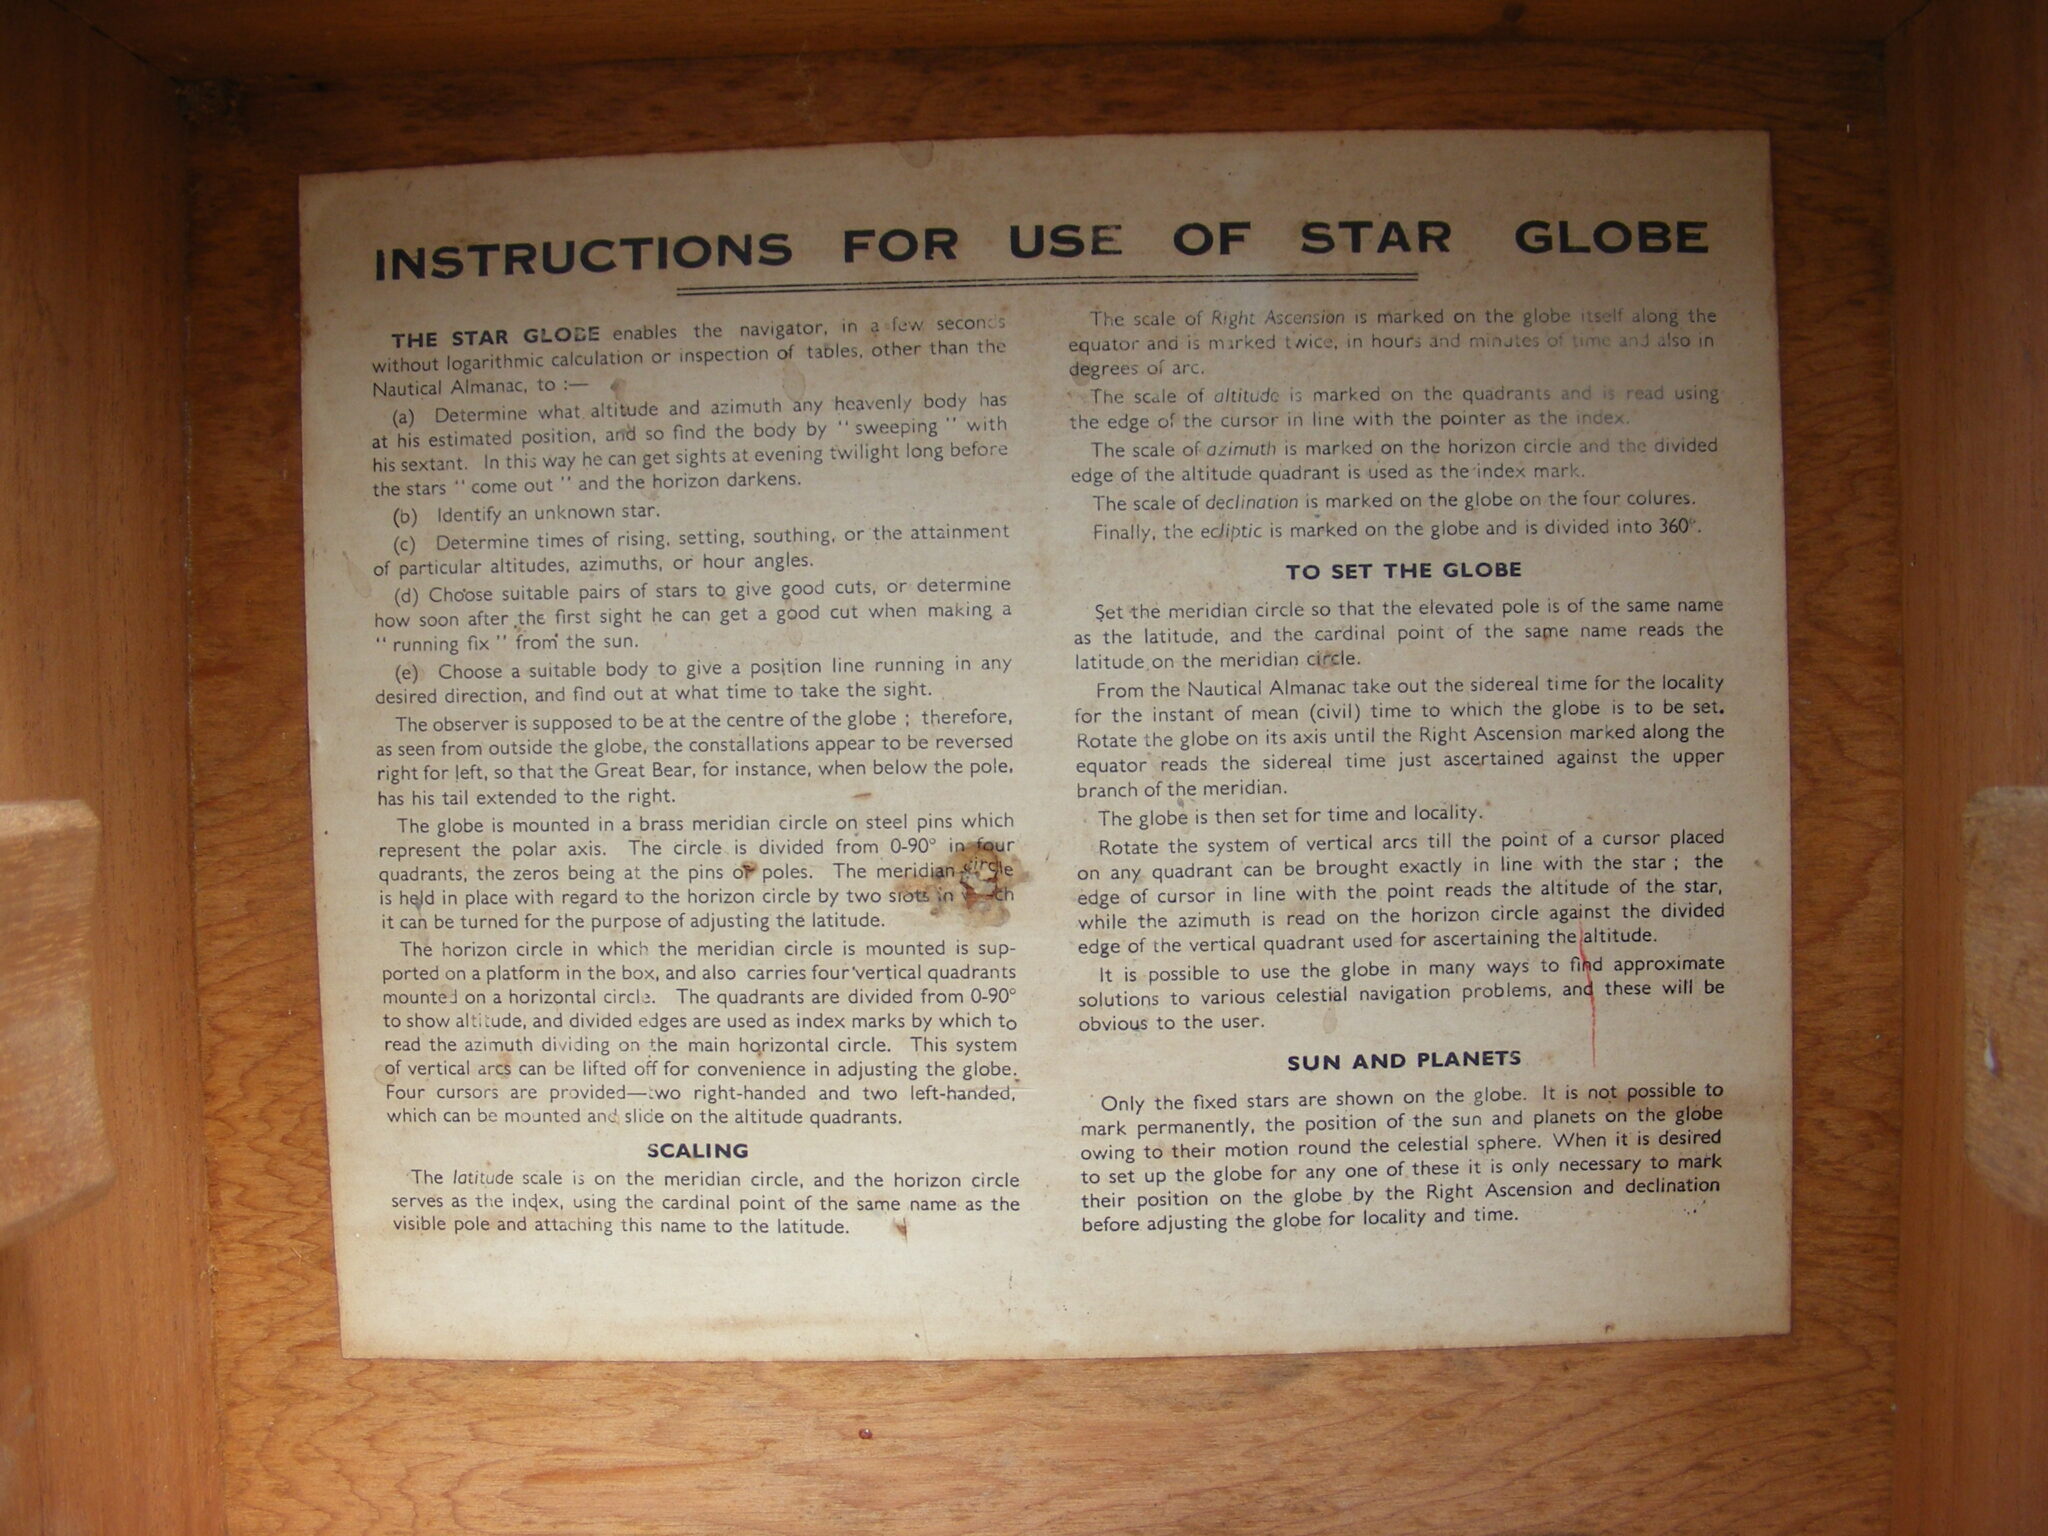 INSTRUCTIONS FOR USE OF STAR GLOBE
THE STAR GLOBE enables the navigator, in a few seconds
without logarithmic calculation or inspection of tables, other than the
Nautical Almanac, to :—
(a) Determine what altitude and azimuth any heavenly body has
at his estimated position, and so find the body by " sweeping " with
his sextant. In this way he can get sights at evening twilight long before
the stars " come out " and the horizon darkens.
(b) Identify an unknown star.
(c) Determine times of rising, setting, southing, or the attainment
of particular altitudes, azimuths, or hour angles.
(d) Choose suitable pairs of stars to give good cuts, or determine
how soon after the first sight he can get a good cut when making a
" running fix " from the sun.
(e) Choose a suitable body to give a position line running in any
desired direction, and find out at what time to take the sight.
The observer is supposed to be at the centre of the globe ; therefore,
as seen from outside the globe, the constallations appear to be reversed
right for left, so that the Great Bear, for instance, when below the pole,
has his tail extended to the right.
The globe is mounted in a brass meridian circle on steel pins which
represent the polar axis. The circle is divided from 0-90° in four
quadrants, the zeros being at the pins or poles. The meridian circle
is held in place with regard to the horizon circle by two slots in which
it can be turned for the purpose of adjusting the latitude.
The horizon circle in which the meridian circle is mounted is sup-
ported on a platform in the box, and also carries four vertical quadrants
mounted on a horizontal circle. The quadrants are divided from 0-90°
to show altitude, and divided edges are used as index marks by which to
read the azimuth dividing on the main horizontal circle. This system
of vertical arcs can be lifted off for convenience in adjusting the globe.
Four cursors are provided—two right-handed and two left-handed,
which can be mounted and slide on the altitude quadrants.
SCALING
The latitude scale is on the meridian circle, and the horizon circle
serves as the index, using the cardinal point of the same name as the
visible pole and attaching this name to the latitude.
The scale of Right Ascension is marked on the globe itself along the
equator and is marked twice, in hours and minutes of time and also in
degrees of arc.
The scale of altitude is marked on the quadrants and is read using
the edge of the cursor in line with the pointer as the index.
The scale of azimuth is marked on the horizon circle and the divided
edge of the altitude quadrant is used as the index mark.
The scale of declination is marked on the globe on the four colures.
Finally, the ecliptic is marked on the globe and is divided into 360°.
TO SET THE GLOBE
Set the meridian circle so that the elevated pole is of the same name
as the latitude, and the cardinal point of the same name reads the
latitude on the meridian circle.
From the Nautical Almanac take out the sidereal time for the locality
for the instant of mean (civil) time to which the globe is to be set.
Rotate the globe on its axis until the Right Ascension marked along the
equator reads the sidereal time just ascertained against the upper
branch of the meridian.
The globe is then set for time and locality.
Rotate the system of vertical arcs till the point of a cursor placed
on any quadrant can be brought exactly in line with the star ; the
edge of cursor in line with the point reads the altitude of the star,
while the azimuth is read on the horizon circle against the divided
edge of the vertical quadrant used for ascertaining the altitude.
It is possible to use the globe in many ways to find approximate
solutions to various celestial navigation problems, and these will be
obvious to the user.
SUN AND PLANETS
Only the fixed stars are shown on the globe. It is not possible to
mark permanently, the position of the sun and planets on the globe
owing to their motion round the celestial sphere. When it is desired
to set up the globe for any one of these it is only necessary to mark
their position on the globe by the Right Ascension and declination
before adjusting the globe for locality and time.